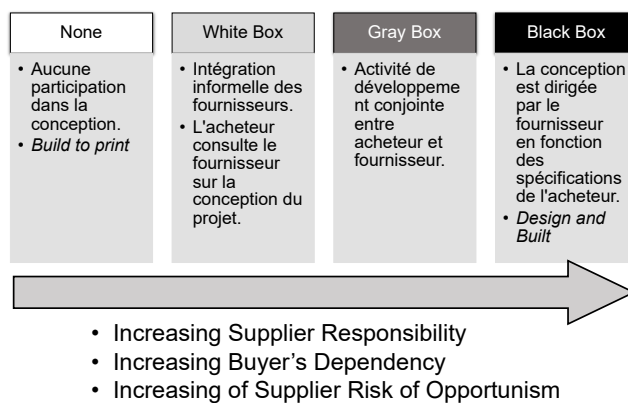 None
• Aucune
participation
dans la
conception.
• Build to print
White Box
• Intégration
informelle des
fournisseurs.
• L'acheteur
consulte le
fournisseur
sur la
conception du
projet.
Gray Box
• Activité de
développeme
nt conjointe
entre
acheteur et
fournisseur.
Black Box
• La conception
est dirigée
par le
fournisseur
en fonction
des
spécifications
de l'acheteur.
• Design and
Built
• Increasing Supplier Responsibility
• Increasing Buyer’s Dependency
• Increasing of Supplier Risk of Opportunism